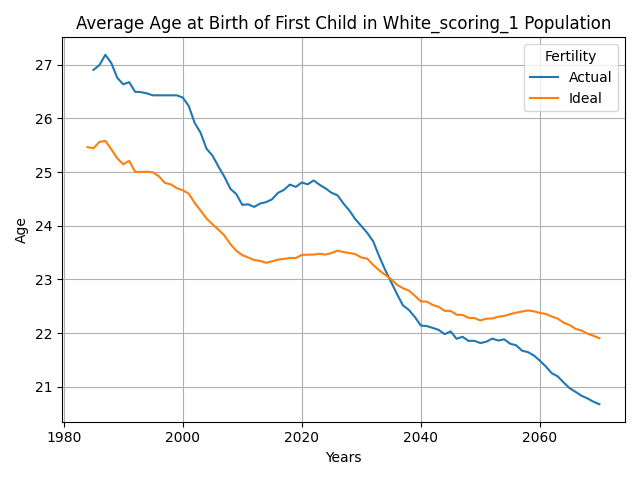 Average Age at Birth of First Child in White_scoring_1 Population
Fertility
Actual
Ideal
27
26
25
24
23
22
21
Age
1980
2000
2020
2040
2060
Years